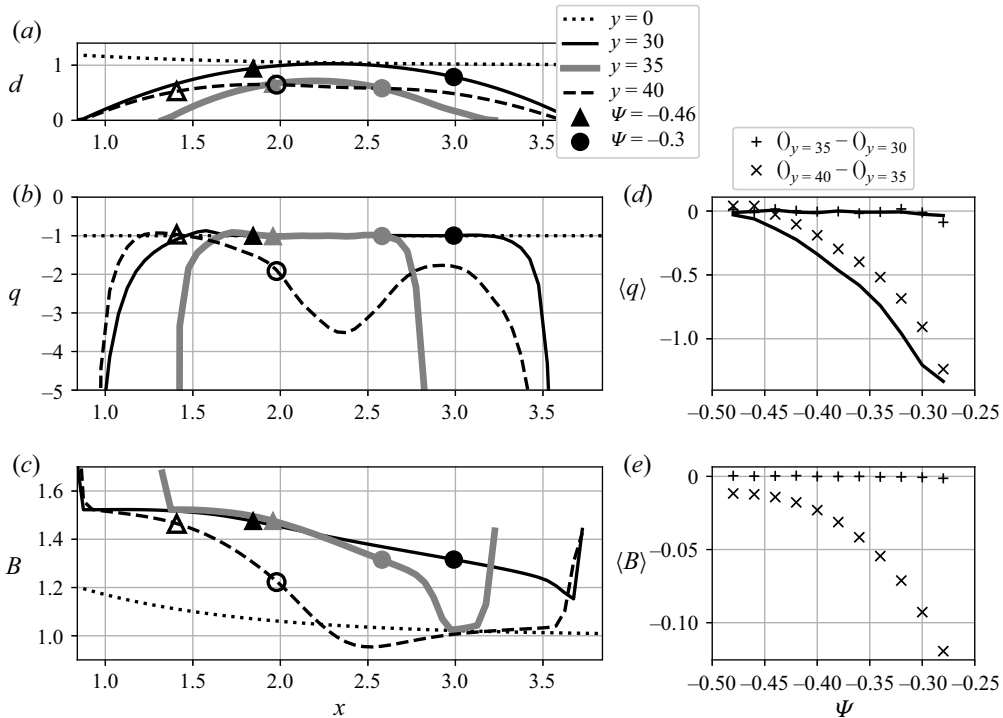 (a)
y = 0
y = 30
y = 35
y = 40
Ψ = –0.46
Ψ = –0.3
d
1
0
1.0 1.5 2.0 2.5 3.0 3.5
()y = 35 – ()y = 30
()y = 40 – ()y = 35
(b)
q
0
–1
–2
–3
–4
–5
1.0 1.5 2.0 2.5 3.0 3.5
(d)
⟨q⟩
0
–0.5
–1.0
–0.50 –0.45 –0.40 –0.35 –0.30 –0.25
(c)
B
1.6
1.4
1.2
1.0
1.0 1.5 2.0 2.5 3.0 3.5
x
(e)
⟨B⟩
0
–0.05
–0.10
–0.50 –0.45 –0.40 –0.35 –0.30 –0.25
Ψ